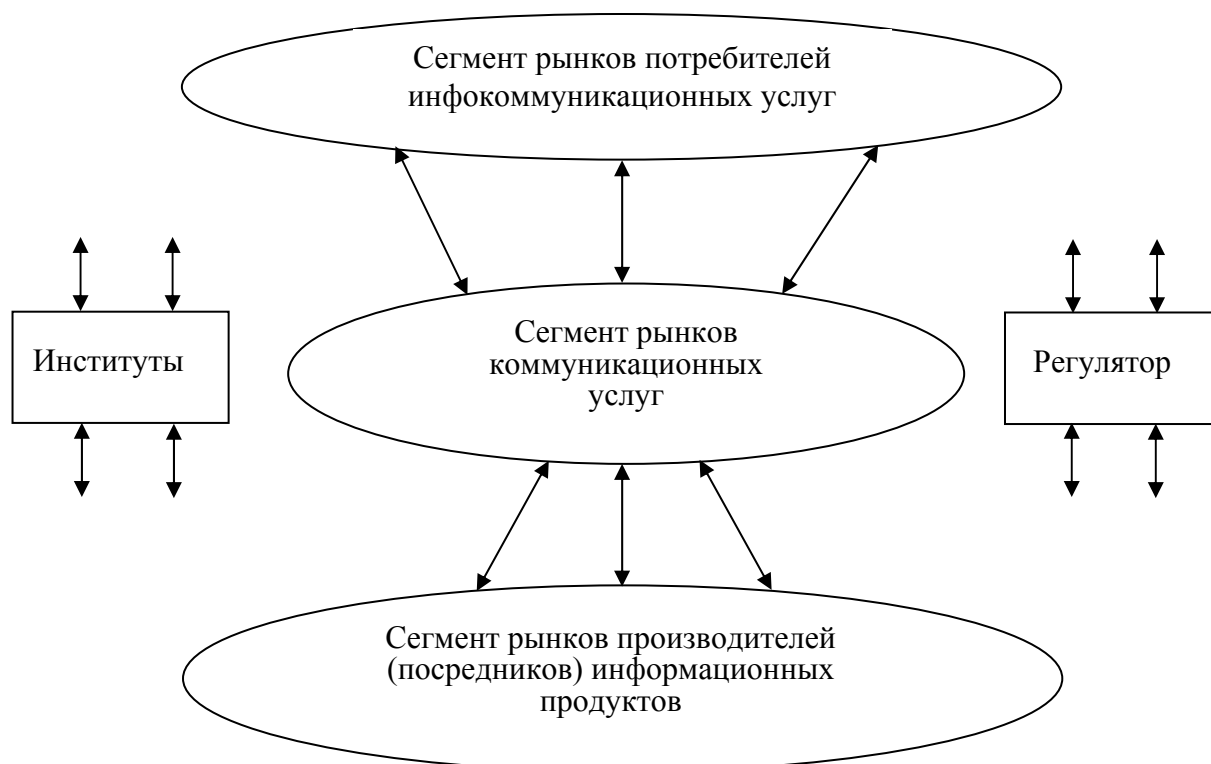 Сегмент рынков потребителей
инфокоммуникационных услуг
Институты
Сегмент рынков
коммуникационных
услуг
Регулятор
Сегмент рынков производителей
(посредников) информационных
продуктов